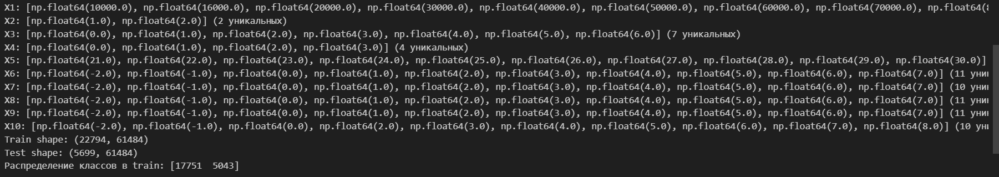 X1: [np.float64(10000.0), np.float64(16000.0), np.float64(20000.0), np.float64(30000.0), np.float64(40000.0), np.float64(50000.0), np.float64(60000.0), np.float64(70000.0), np.float64(8
X2: [np.float64(1.0), np.float64(2.0)] (2 уникальных)
X3: [np.float64(0.0), np.float64(1.0), np.float64(2.0), np.float64(3.0), np.float64(4.0), np.float64(5.0), np.float64(6.0)] (7 уникальных)
X4: [np.float64(0.0), np.float64(1.0), np.float64(2.0), np.float64(3.0)] (4 уникальных)
X5: [np.float64(21.0), np.float64(22.0), np.float64(23.0), np.float64(24.0), np.float64(25.0), np.float64(26.0), np.float64(27.0), np.float64(28.0), np.float64(29.0), np.float64(30.0)]
X6: [np.float64(-2.0), np.float64(-1.0), np.float64(0.0), np.float64(1.0), np.float64(2.0), np.float64(3.0), np.float64(4.0), np.float64(5.0), np.float64(6.0), np.float64(7.0)] (11 уник
X7: [np.float64(-2.0), np.float64(-1.0), np.float64(0.0), np.float64(1.0), np.float64(2.0), np.float64(3.0), np.float64(4.0), np.float64(5.0), np.float64(6.0), np.float64(7.0)] (10 уник
X8: [np.float64(-2.0), np.float64(-1.0), np.float64(0.0), np.float64(1.0), np.float64(2.0), np.float64(3.0), np.float64(4.0), np.float64(5.0), np.float64(6.0), np.float64(7.0)] (11 уник
X9: [np.float64(-2.0), np.float64(-1.0), np.float64(0.0), np.float64(1.0), np.float64(2.0), np.float64(3.0), np.float64(4.0), np.float64(5.0), np.float64(6.0), np.float64(7.0)] (11 уник
X10: [np.float64(-2.0), np.float64(-1.0), np.float64(0.0), np.float64(2.0), np.float64(3.0), np.float64(4.0), np.float64(5.0), np.float64(6.0), np.float64(7.0), np.float64(8.0)] (10 уни
Train shape: (22794, 61484)
Test shape: (5699, 61484)
Распределение классов в train: [17751  5043]